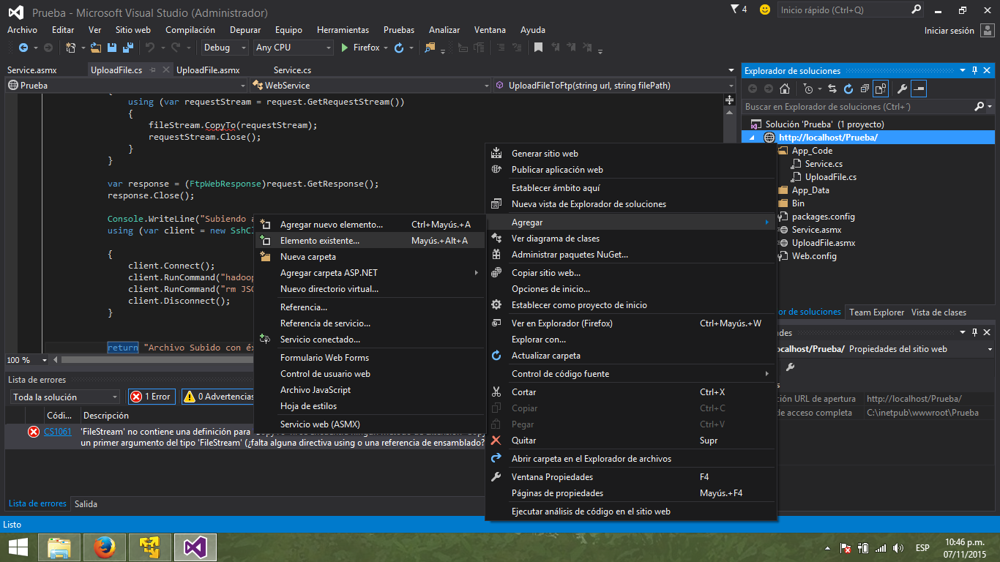 Prueba - Microsoft Visual Studio (Administrador)
4
Inicio rápido (Ctrl+Q)
Archivo Editar Ver Sitio web Compilación Depurar Equipo Herramientas Pruebas Analizar Ventana Ayuda
Iniciar sesión
Debug Any CPU Firefox
Service.asmx UploadFile.cs UploadFile.asmx Service.cs
Prueba WebService UploadFileToFtp(string url, string filePath)
{
using (var requestStream = request.GetRequestStream())
{
fileStream.CopyTo(requestStream);
requestStream.Close();
}
}
var response = (FtpWebResponse)request.GetResponse();
response.Close();
Console.WriteLine("Subiendo a
using (var client = new SshCl
{
client.Connect();
client.RunCommand("hadoop
client.RunCommand("rm JSO
client.Disconnect();
}
return "Archivo Subido con éx
100 %
Lista de errores
Toda la solución 1 Error 0 Advertencias
Códi... Descripción
CS1061 'FileStream' no contiene una definición para
un primer argumento del tipo 'FileStream' (¿falta alguna directiva using o una referencia de ensamblado?
Lista de errores Salida
Listo
Agregar nuevo elemento... Ctrl+Mayús.+A
Elemento existente... Mayús.+Alt+A
Nueva carpeta
Agregar carpeta ASP.NET
Nuevo directorio virtual...
Referencia...
Referencia de servicio...
Servicio conectado...
Formulario Web Forms
Control de usuario web
Archivo JavaScript
Hoja de estilos
Servicio web (ASMX)
Generar sitio web
Publicar aplicación web
Establecer ámbito aquí
Nueva vista de Explorador de soluciones
Agregar
Ver diagrama de clases
Administrar paquetes NuGet...
Copiar sitio web...
Opciones de inicio...
Establecer como proyecto de inicio
Ver en Explorador (Firefox) Ctrl+Mayús.+W
Explorar con...
Actualizar carpeta
Control de código fuente
Cortar Ctrl+X
Copiar Ctrl+C
Pegar Ctrl+V
Quitar Supr
Abrir carpeta en el Explorador de archivos
Ventana Propiedades F4
Páginas de propiedades Mayús.+F4
Ejecutar análisis de código en el sitio web
Explorador de soluciones
Buscar en Explorador de soluciones (Ctrl+´)
Solución 'Prueba' (1 proyecto)
http://localhost/Prueba/
App_Code
Service.cs
UploadFile.cs
App_Data
Bin
packages.config
Service.asmx
UploadFile.asmx
Web.config
or de soluciones Team Explorer Vista de clases
des
ocalhost/Prueba/ Propiedades del sitio web
s
ción URL de apertura http://localhost/Prueba/
de acceso completa C:\inetpub\wwwroot\Prueba
ESP
10:46 p.m.
07/11/2015